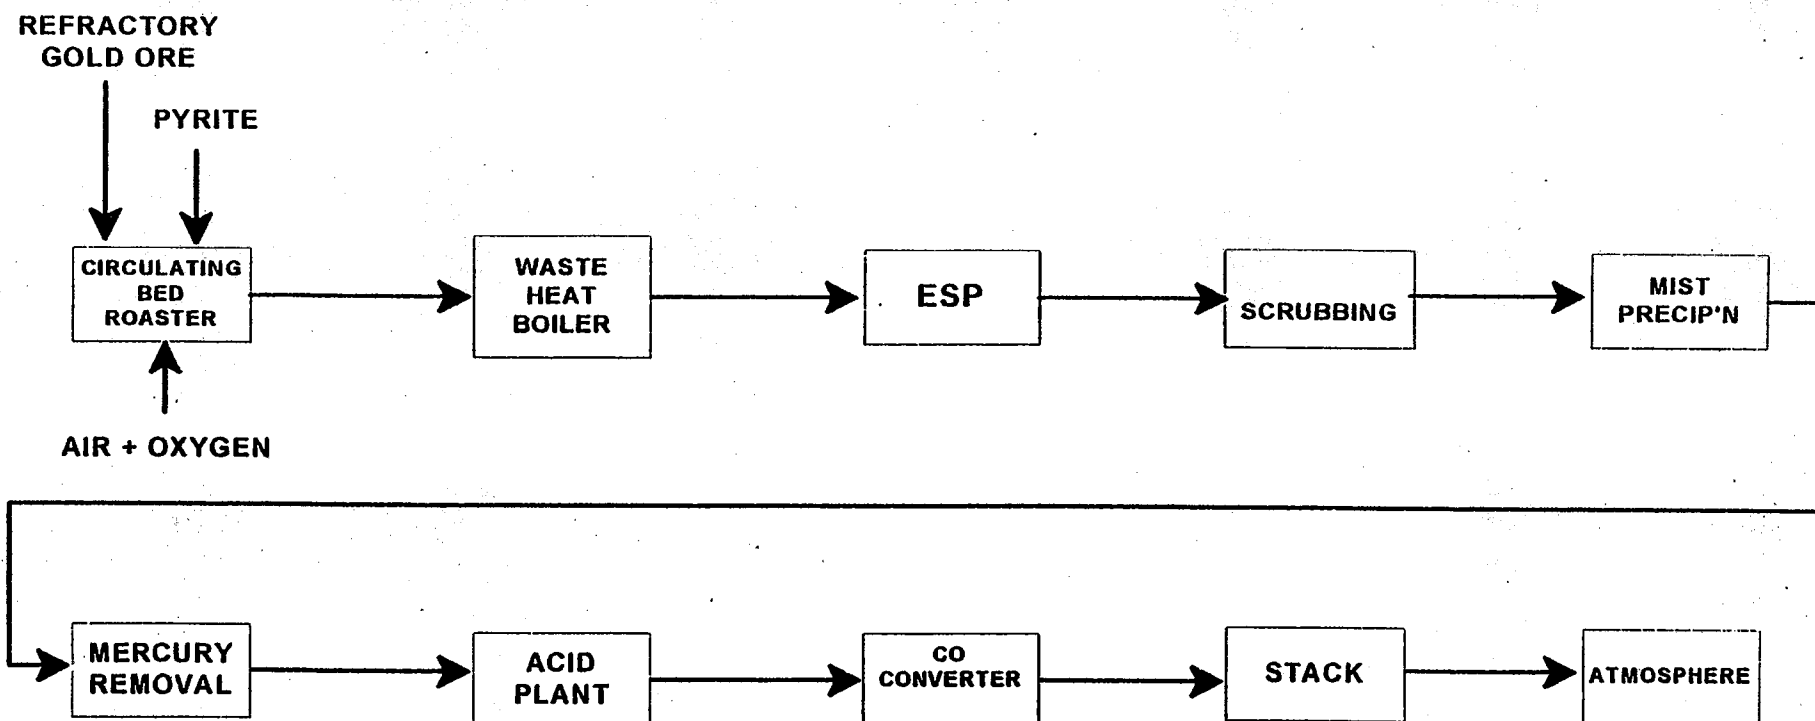 REFRACTORY
GOLD ORE
PYRITE
CIRCULATING
BED
ROASTER
WASTE
HEAT
BOILER
ESP
SCRUBBING
MIST
PRECIP'N
AIR + OXYGEN
MERCURY
REMOVAL
ACID
PLANT
CO
CONVERTER
STACK
ATMOSPHERE